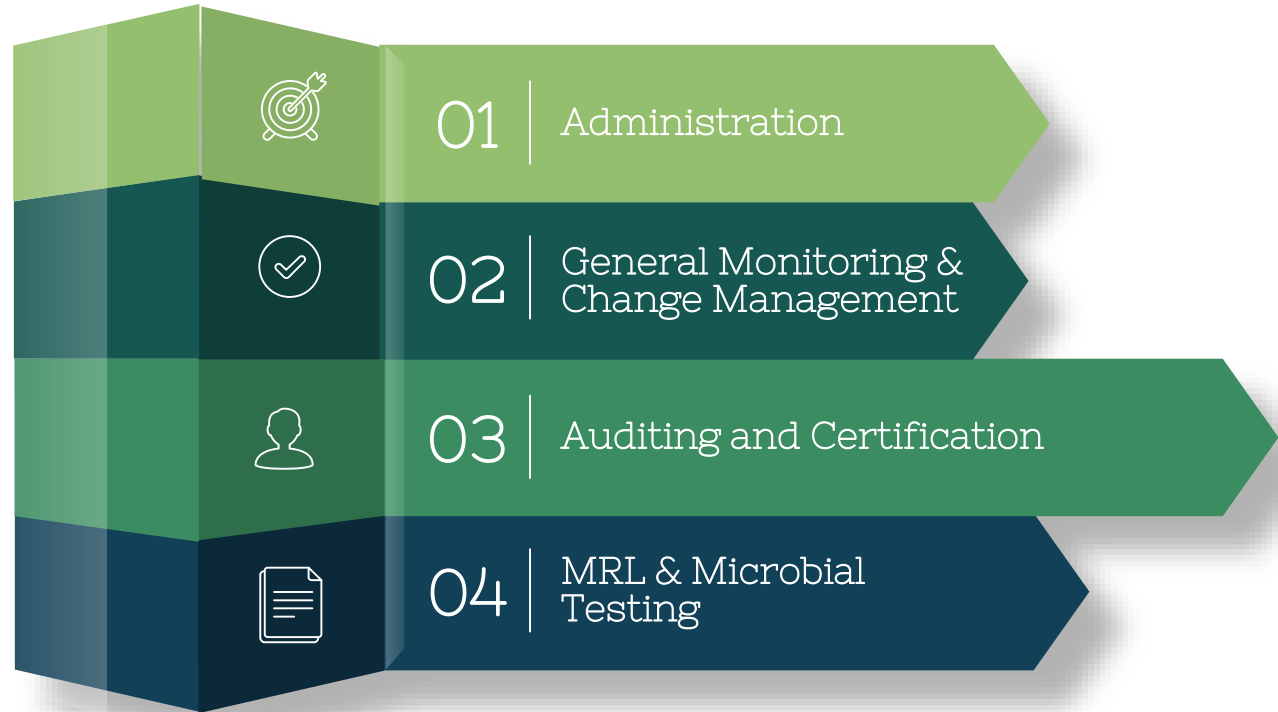 01
Administration
02
General Monitoring &
Change Management
03
Auditing and Certification
04
MRL & Microbial
Testing